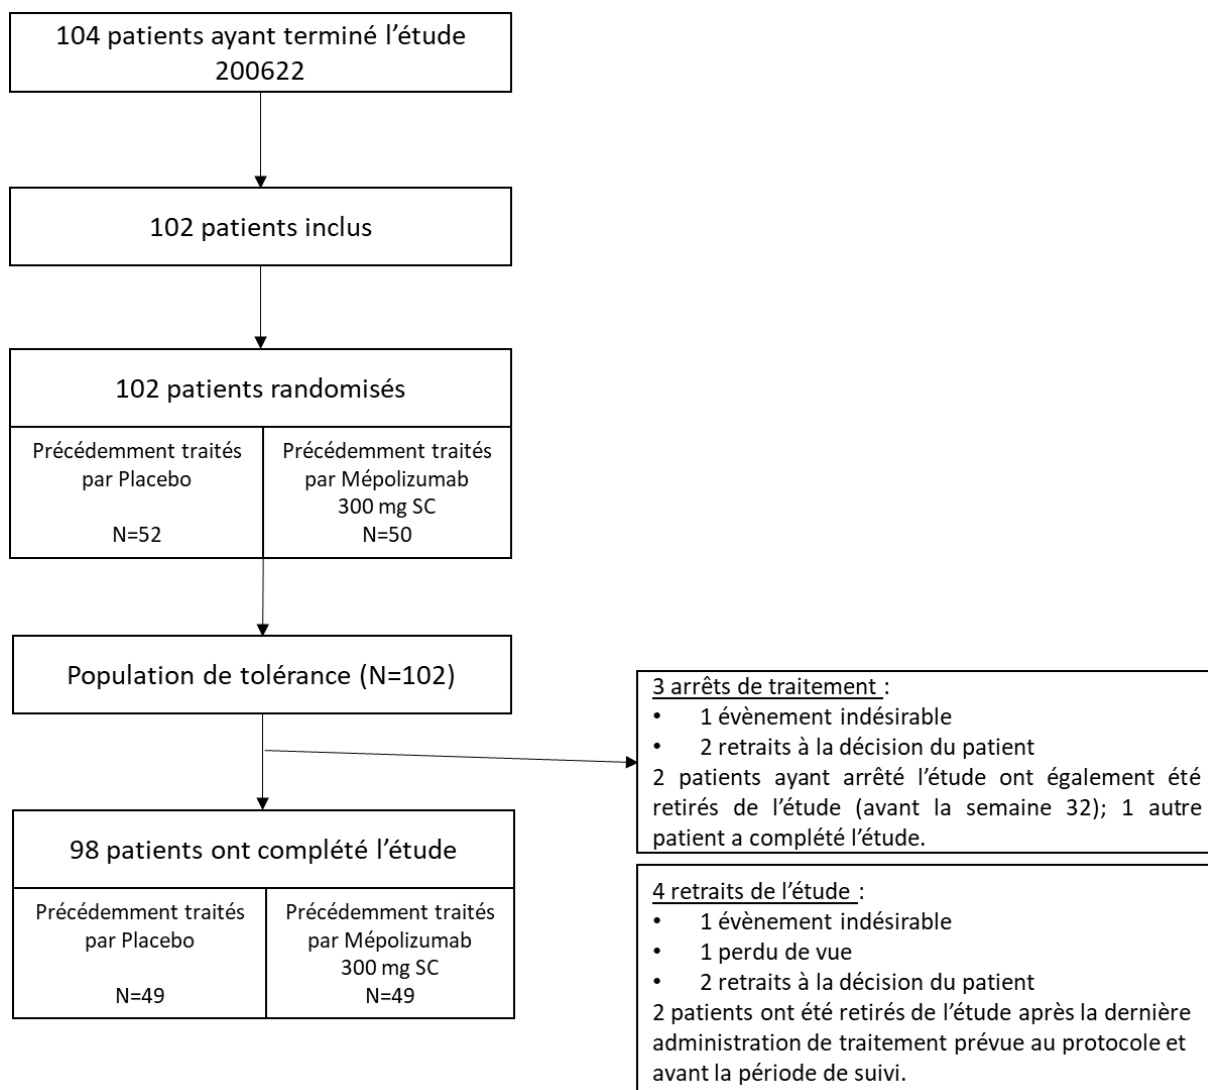 104 patients ayant terminé l'étude
200622
102 patients inclus
102 patients randomisés
Précédemment traités
par Placebo
N=52
Précédemment traités
par Mépolizumab
300 mg SC
N=50
Population de tolérance (N=102)
3 arrêts de traitement :
• 1 évènement indésirable
• 2 retraits à la décision du patient
2 patients ayant arrêté l'étude ont également été
retirés de l'étude (avant la semaine 32); 1 autre
patient a complété l'étude.
98 patients ont complété l'étude
Précédemment traités
par Placebo
N=49
Précédemment traités
par Mépolizumab
300 mg SC
N=49
4 retraits de l'étude :
• 1 évènement indésirable
• 1 perdu de vue
• 2 retraits à la décision du patient
2 patients ont été retirés de l'étude après la dernière
administration de traitement prévue au protocole et
avant la période de suivi.